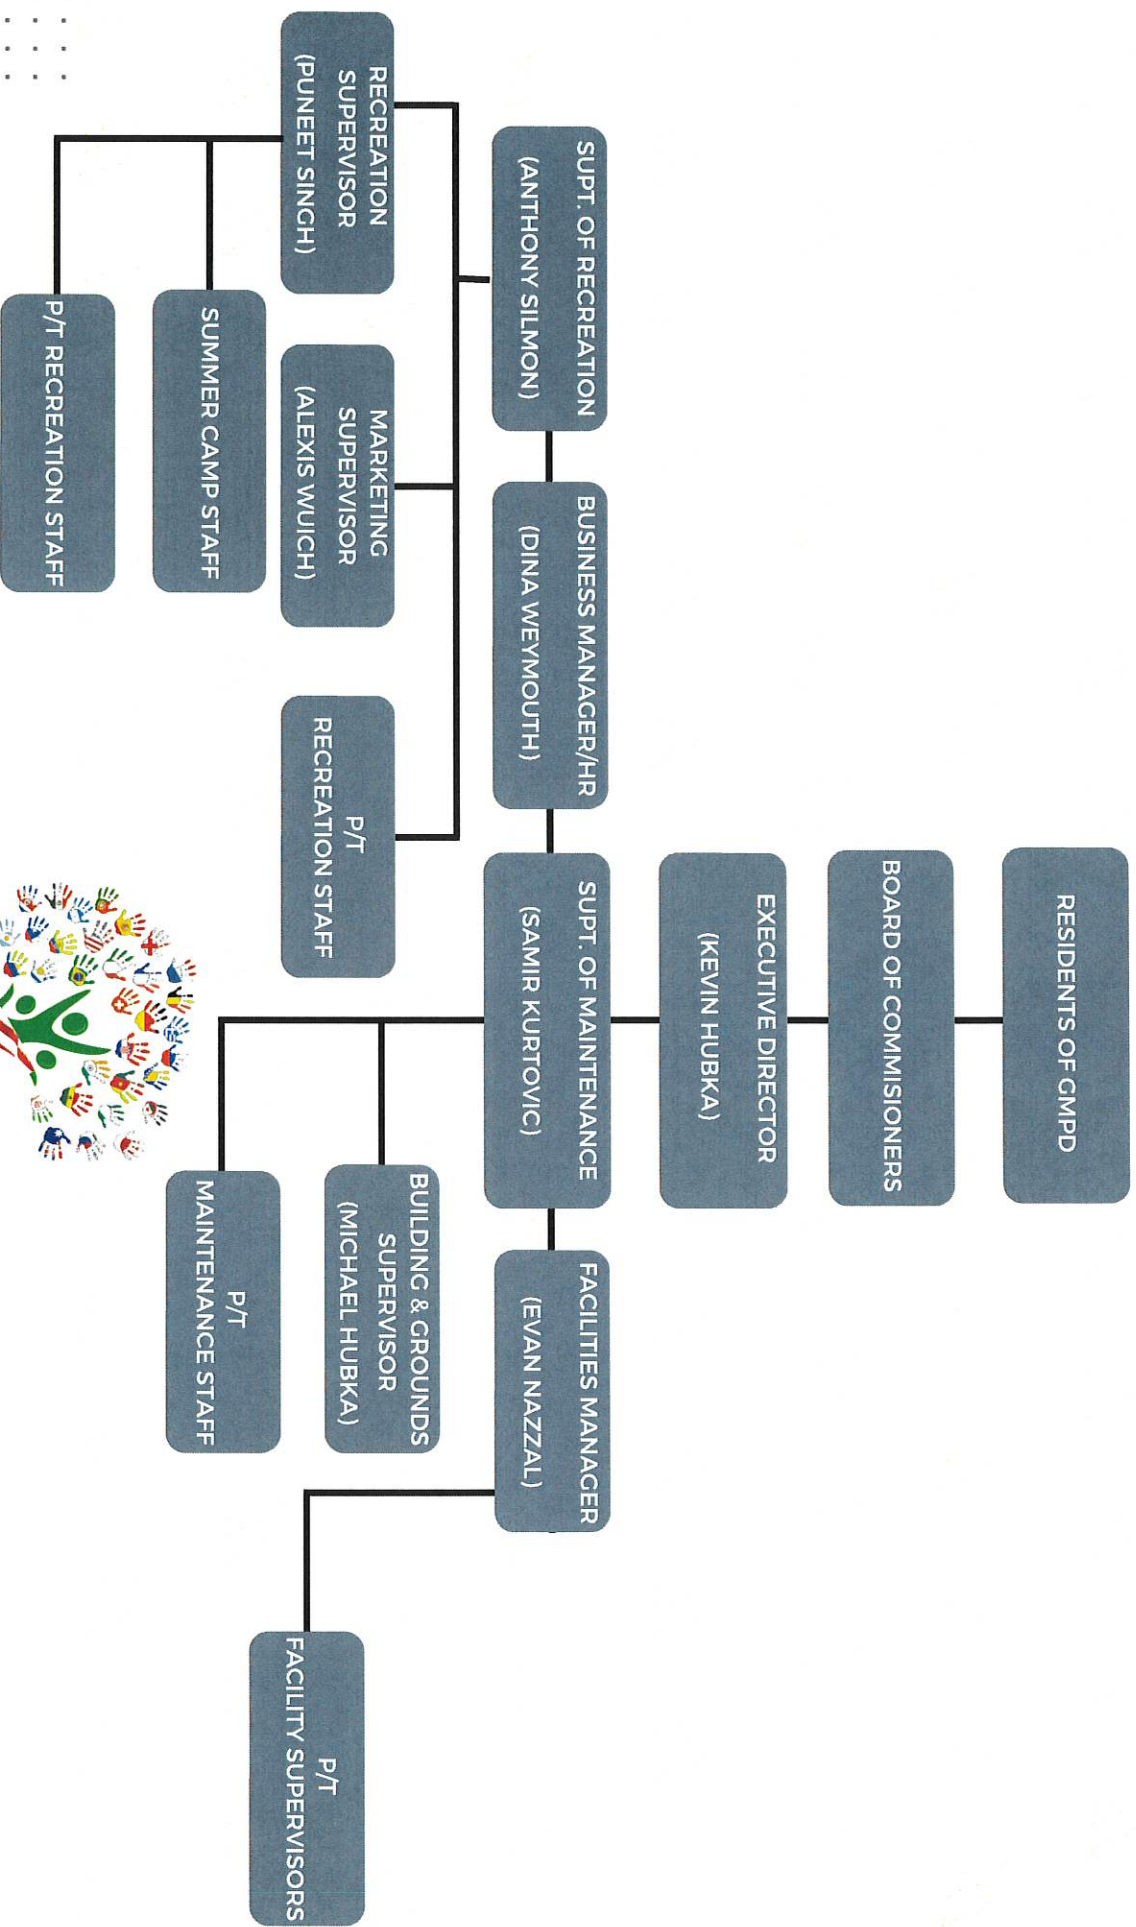 RESIDENTS OF GMPD
BOARD OF COMMISIONERS
EXECUTIVE DIRECTOR
(KEVIN HUBKA)
SUPT. OF RECREATION
(ANTHONY SILMON)
BUSINESS MANAGER/HR
(DINA WEYMOUTH)
SUPT. OF MAINTENANCE
(SAMIR KURTOVIC)
FACILITIES MANAGER
(EVAN NAZZAL)
RECREATION
SUPERVISOR
(PUNEET SINGH)
MARKETING
SUPERVISOR
(ALEXIS WUICH)
P/T
RECREATION STAFF
BUILDING & GROUNDS
SUPERVISOR
(MICHAEL HUBKA)
P/T
FACILITY SUPERVISORS
SUMMER CAMP STAFF
P/T
MAINTENANCE STAFF
P/T RECREATION STAFF